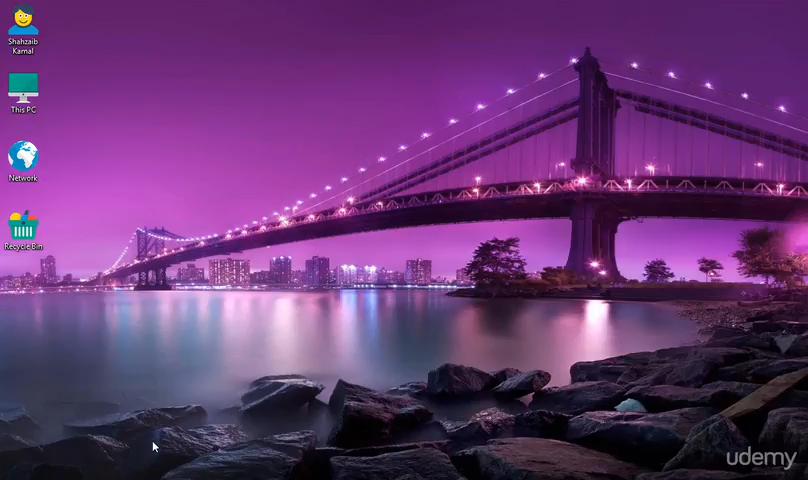 Shahzaib
Kamal
This PC
Network
Recycle Bin
udemy